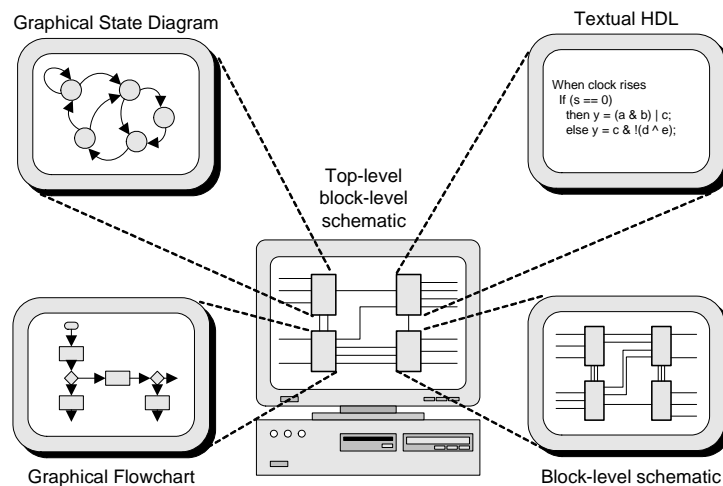 Graphical State Diagram
Textual HDL
When clock rises
If (s == 0)
then y = (a & b) | c;
else y = c & !(d ^ e);
Top-level
block-level
schematic
Graphical Flowchart
Block-level schematic